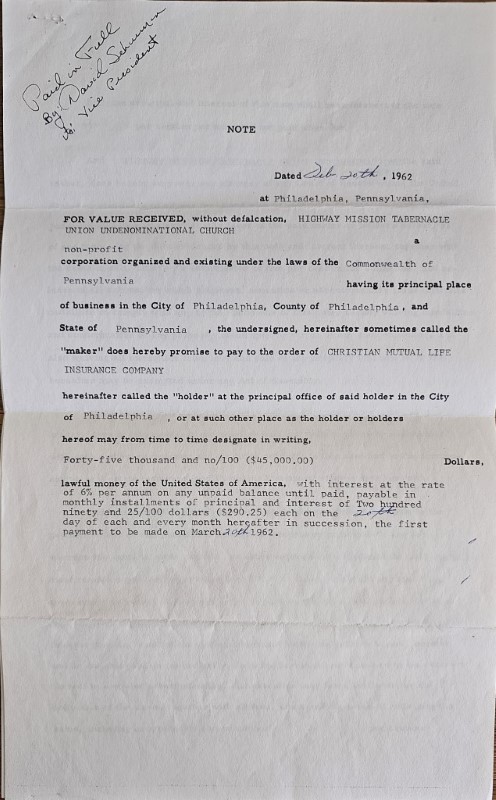 Paid in Full
By: David
Vice President
NOTE
Dated Feb 20th, 1962
at Philadelphia, Pennsylvania,
FOR VALUE RECEIVED, without defalcation, HIGHWAY MISSION TABERNACLE
UNION UNDENOMINATIONAL CHURCH
a
non-profit
corporation organized and existing under the laws of the Commonwealth of
Pennsylvania having its principal place
of business in the City of Philadelphia, County of Philadelphia, and
State of Pennsylvania , the undersigned, hereinafter sometimes called the
"maker" does hereby promise to pay to the order of CHRISTIAN MUTUAL LIFE
INSURANCE COMPANY
hereinafter called the "holder" at the principal office of said holder in the City
of Philadelphia , or at such other place as the holder or holders
hereof may from time to time designate in writing,
Forty-five thousand and no/100 ($45,000.00) Dollars,
lawful money of the United States of America, with interest at the rate
of 6% per annum on any unpaid balance until paid, payable in
monthly installments of principal and interest of Two hundred
ninety and 25/100 dollars ($290.25) each on the 20th
day of each and every month hereafter in succession, the first
payment to be made on March 20th 1962.